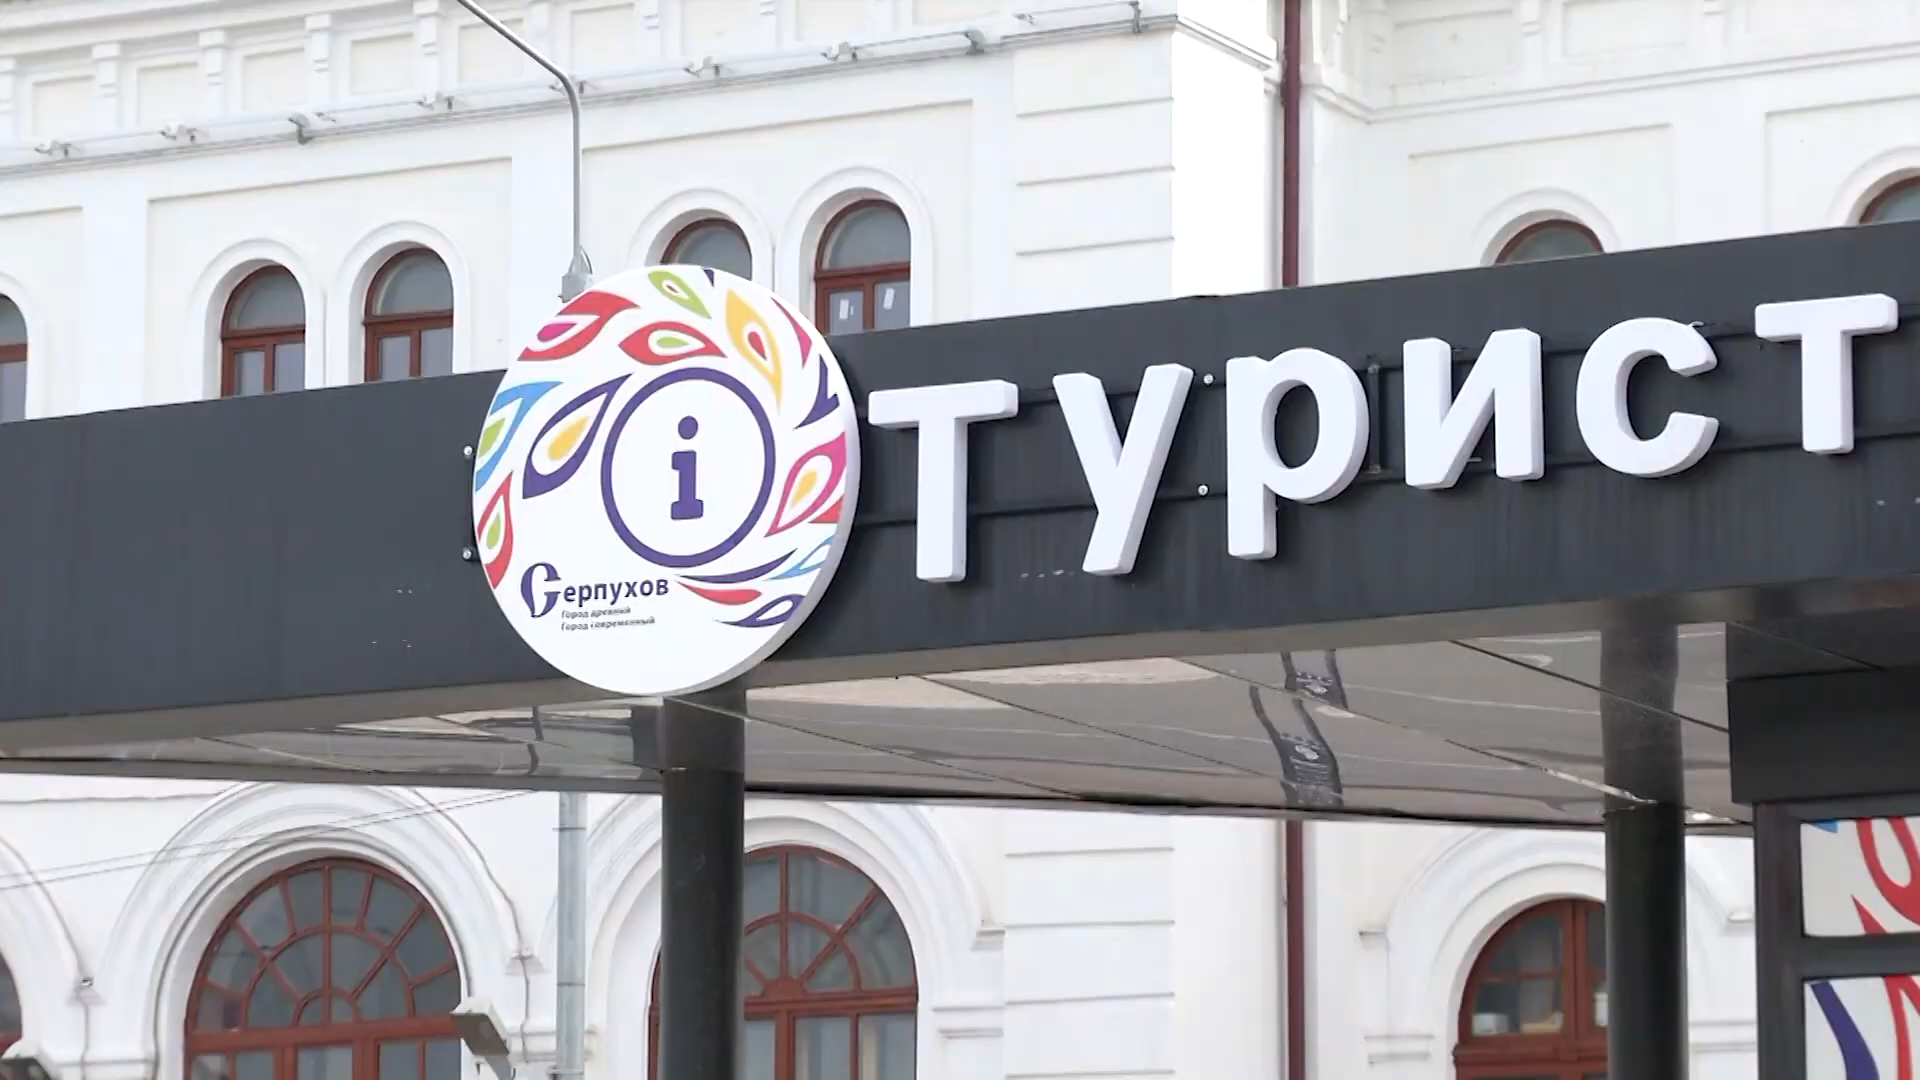 i
Серпухов
Город древний
Город современный
Турист